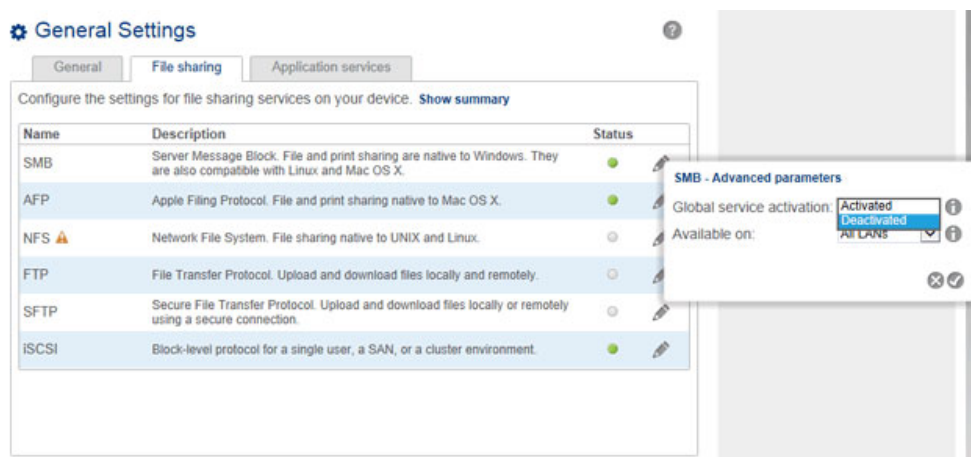 General Settings
General File sharing Application services
Configure the settings for file sharing services on your device. Show summary
Name Description Status
SMB Server Message Block. File and print sharing are native to Windows. They
are also compatible with Linux and Mac OS X.
AFP Apple Filing Protocol. File and print sharing native to Mac OS X.
NFS Network File System. File sharing native to UNIX and Linux.
FTP File Transfer Protocol. Upload and download files locally and remotely.
SFTP Secure File Transfer Protocol. Upload and download files locally or remotely
using a secure connection.
iSCSI Block-level protocol for a single user, a SAN, or a cluster environment.
SMB - Advanced parameters
Global service activation: Activated
Deactivated
Available on: All LANs